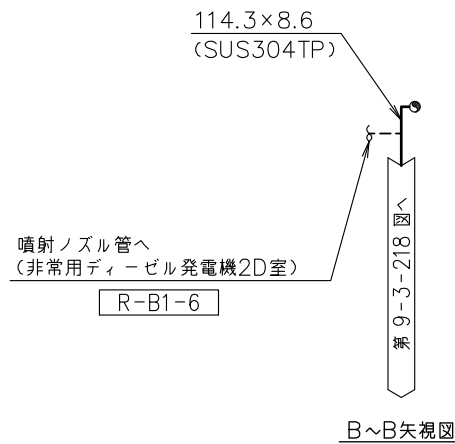 114.3×8.6
(SUS304TP)
噴射ノズル管へ
(非常用ディーゼル発電機2D室)
R-B1-6
第9-3-218図へ
B~B矢視図